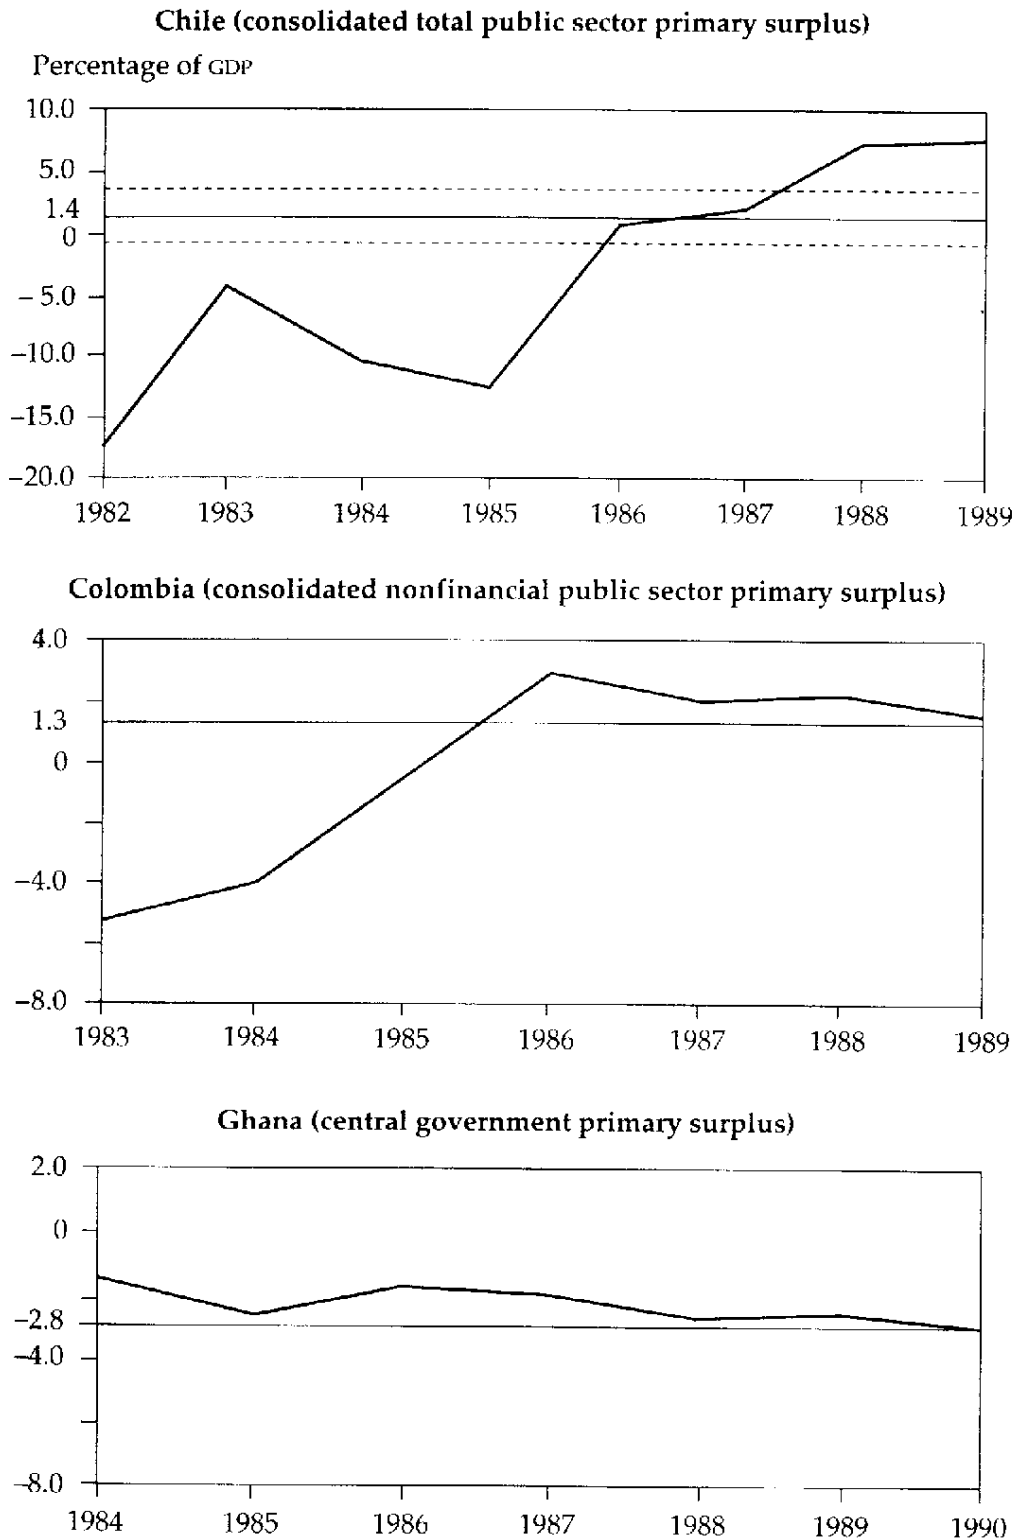 Chile (consolidated total public sector primary surplus)
Percentage of GDP
10.0
5.0
1.4
0
–5.0
–10.0
–15.0
–20.0
1982 1983 1984 1985 1986 1987 1988 1989
Colombia (consolidated nonfinancial public sector primary surplus)
4.0
1.3
0
–4.0
–8.0
1983 1984 1985 1986 1987 1988 1989
Ghana (central government primary surplus)
2.0
0
–2.8
–4.0
–8.0
1984 1985 1986 1987 1988 1989 1990